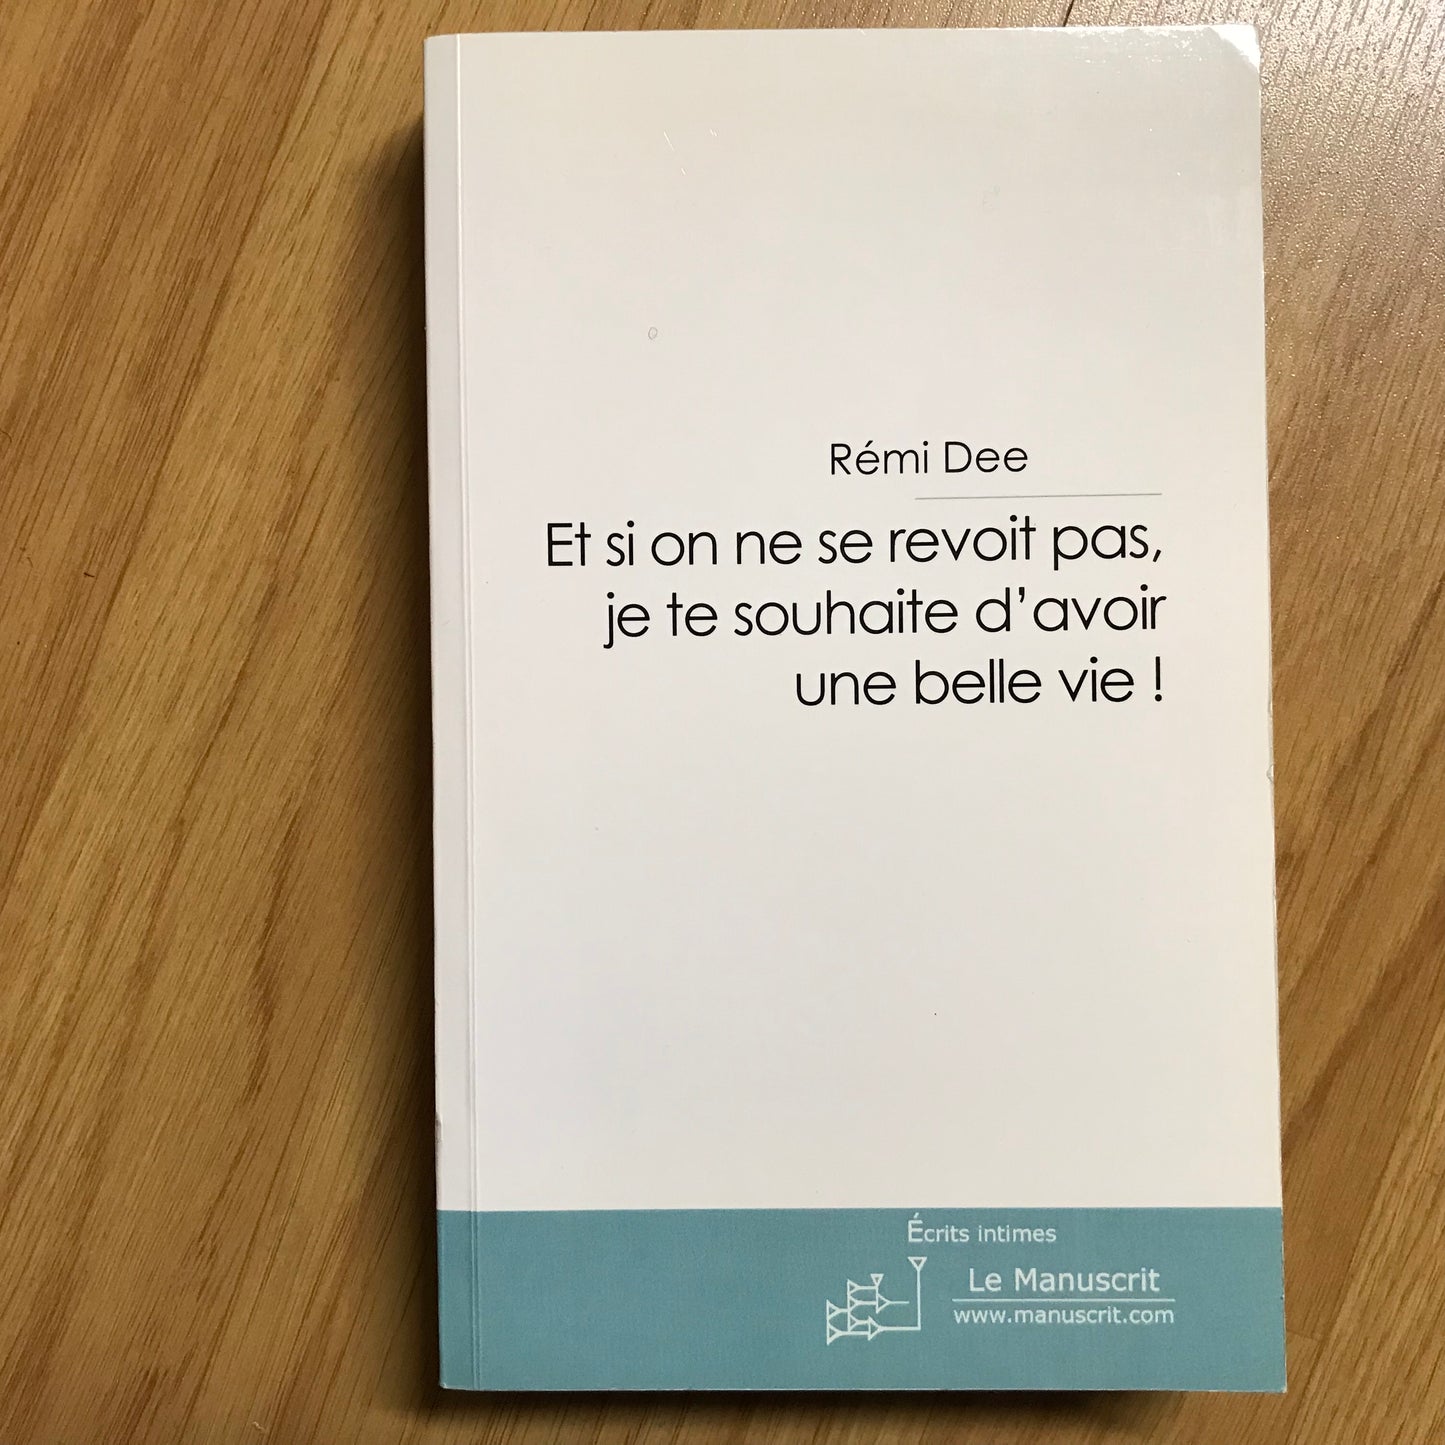 Rémi Dee
Et si on ne se revoit pas,
je te souhaite d’avoir
une belle vie !
Écrits intimes
Le Manuscrit
www.manuscrit.com